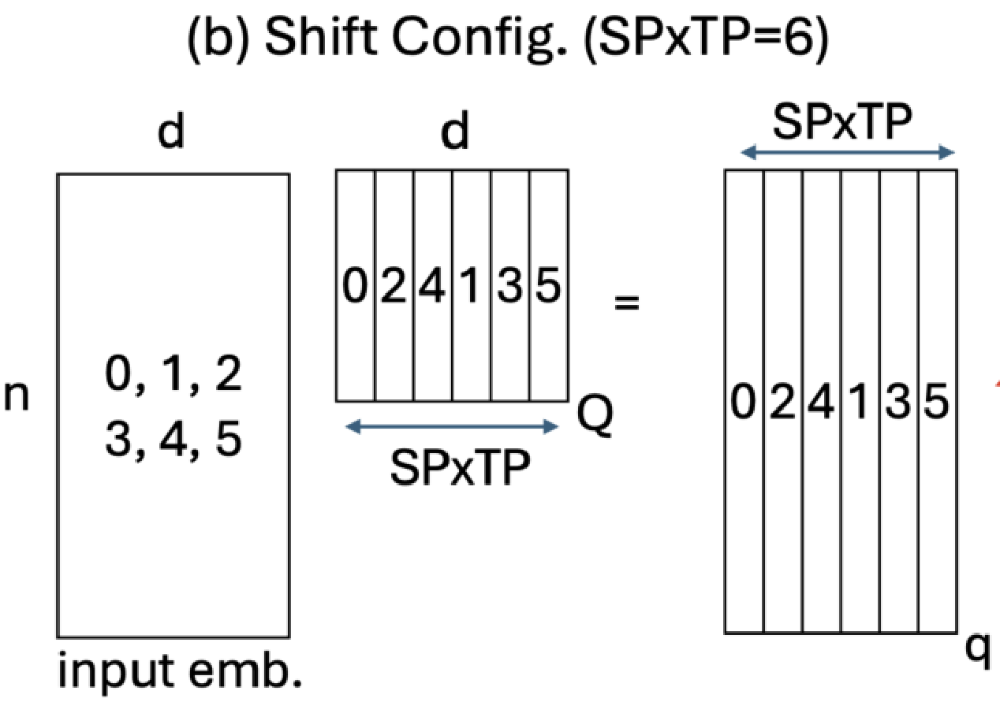 (b) Shift Config. (SPxTP=6)
d
d
SPxTP
n
0, 1, 2
3, 4, 5
0 2 4 1 3 5
=
0 2 4 1 3 5
Q
SPxTP
q
input emb.